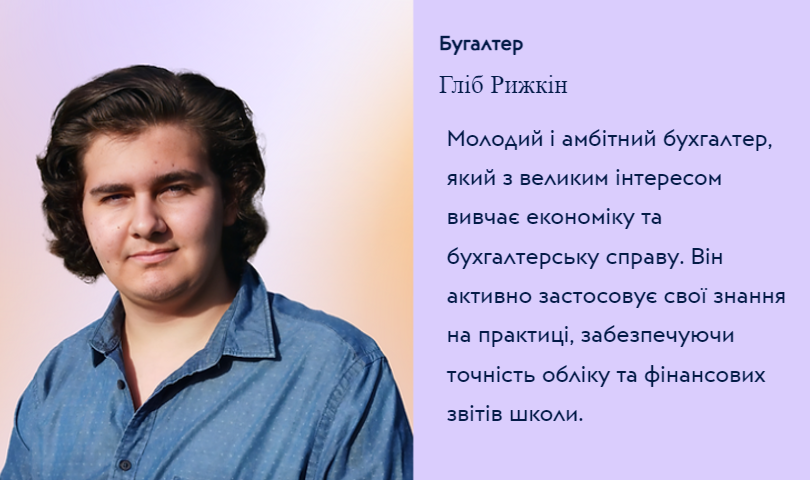 Бугалтер
Гліб Рижкін
Молодий і амбітний бухгалтер,
який з великим інтересом
вивчає економіку та
бухгалтерську справу. Він
активно застосовує свої знання
на практиці, забезпечуючи
точність обліку та фінансових
звітів школи.